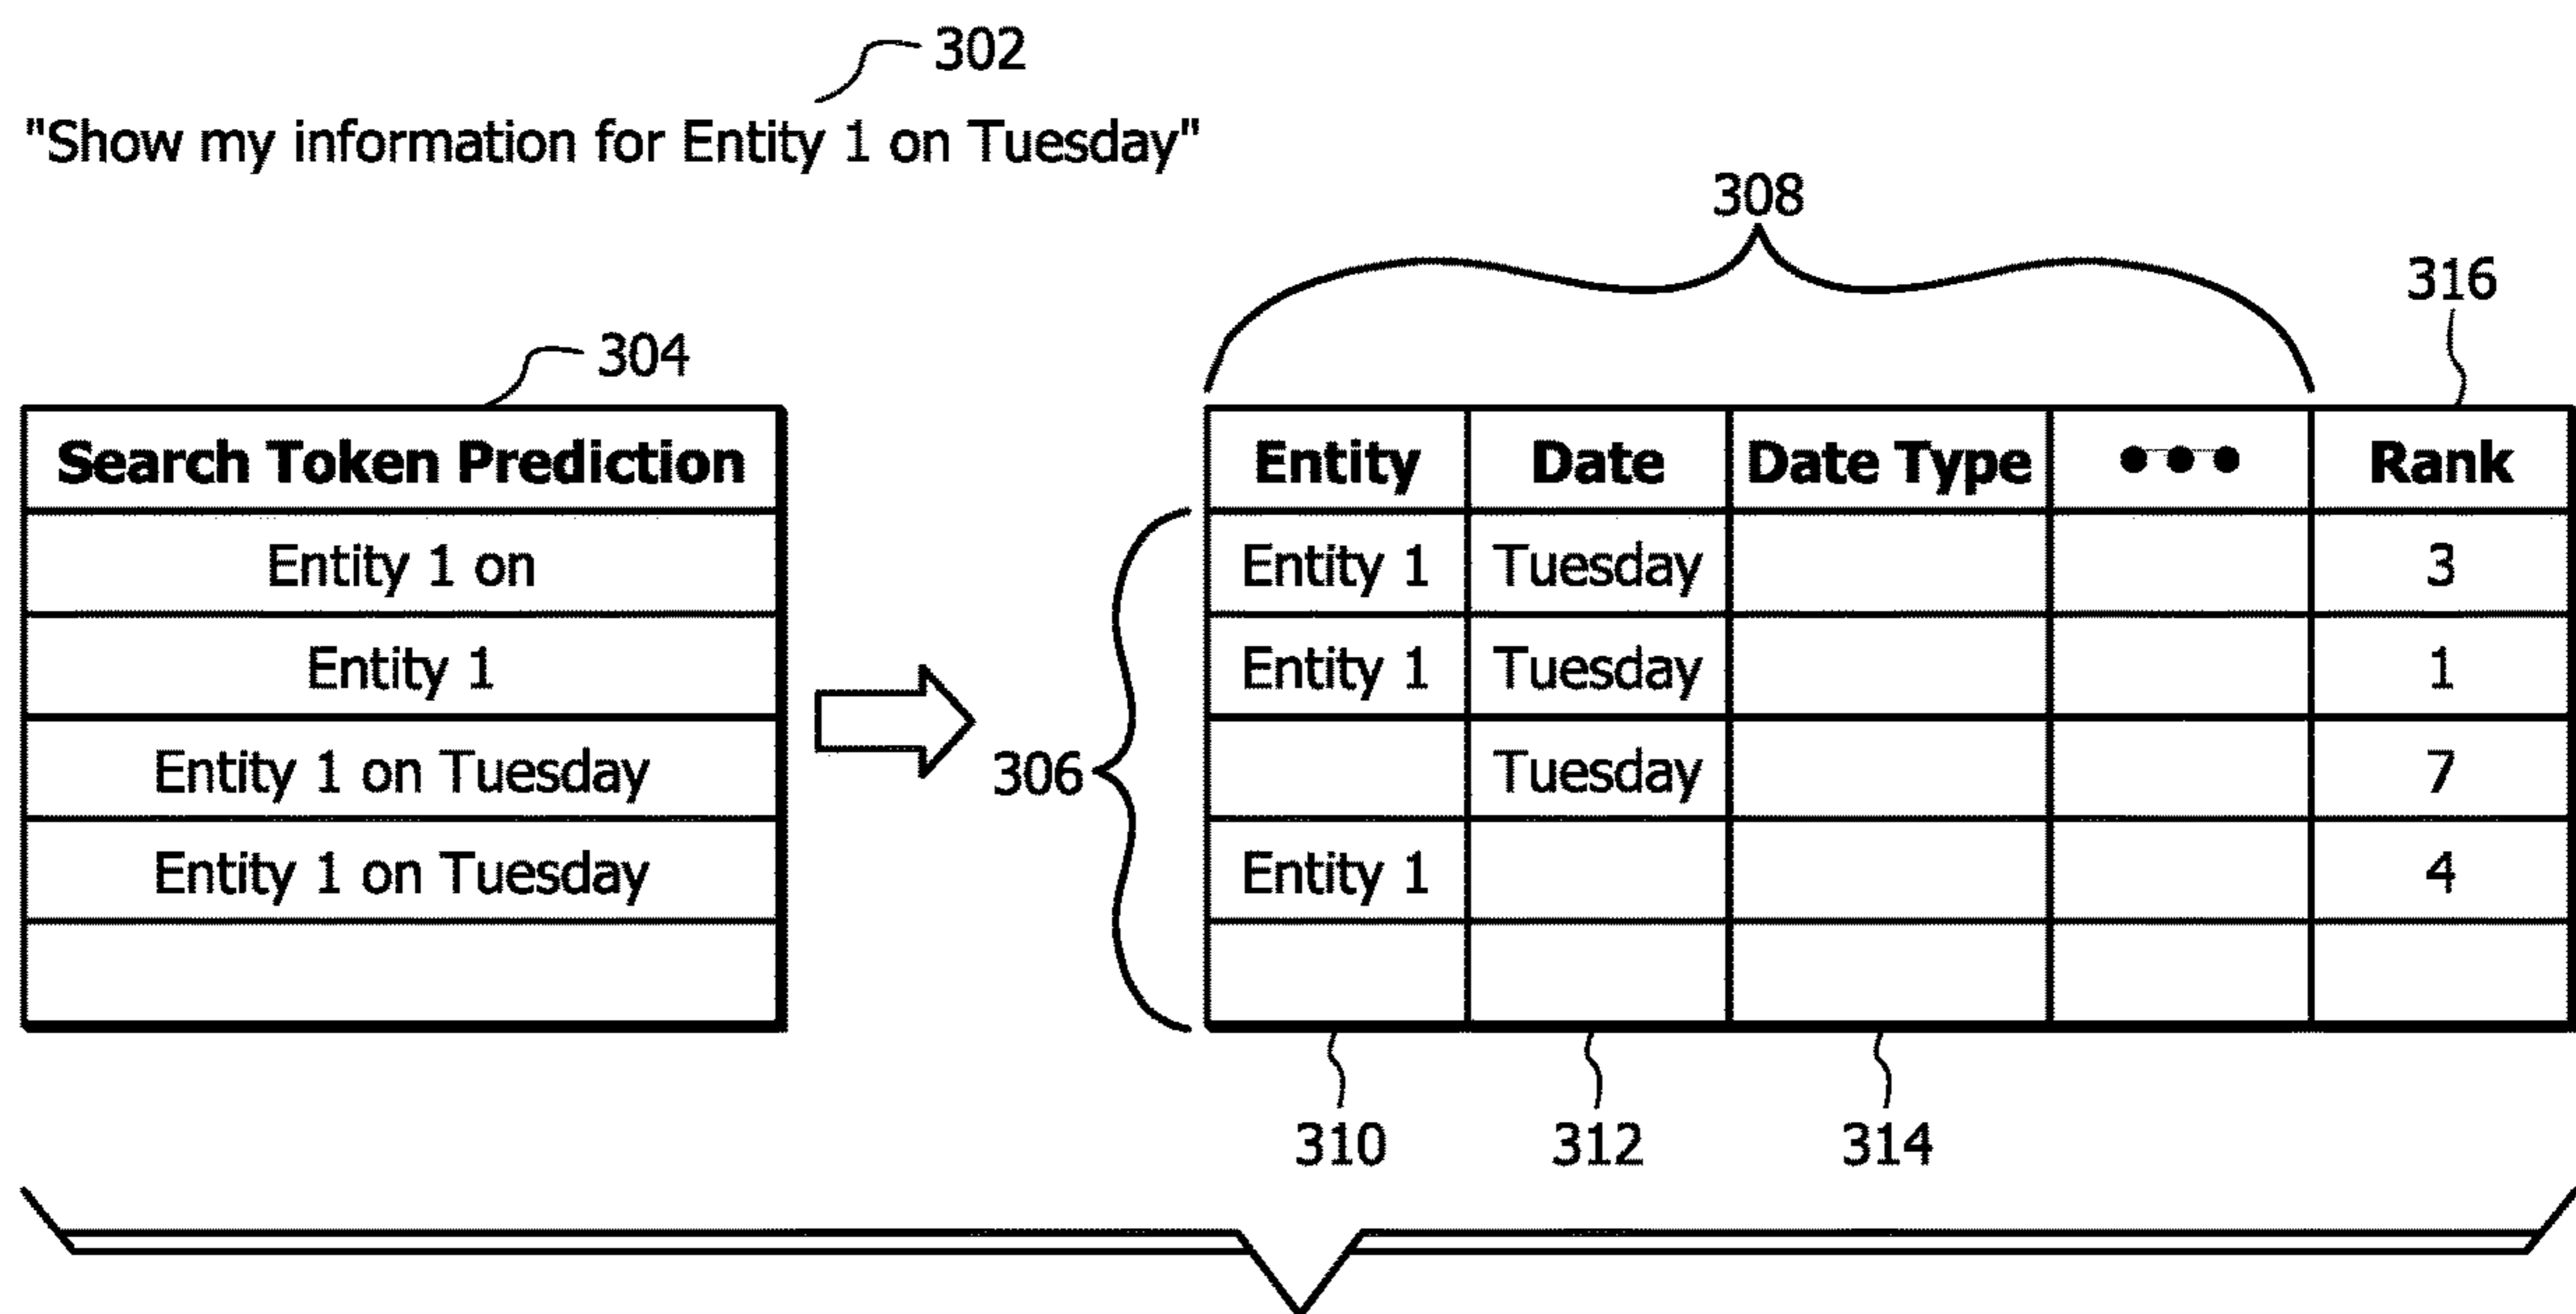 302
"Show my information for Entity 1 on Tuesday"
308
316
304
Search Token Prediction
Entity 1 on
Entity 1
Entity 1 on Tuesday
Entity 1 on Tuesday
306
Entity Date Date Type ●●● Rank
Entity 1 Tuesday 3
Entity 1 Tuesday 1
Tuesday 7
Entity 1 4
310 312 314